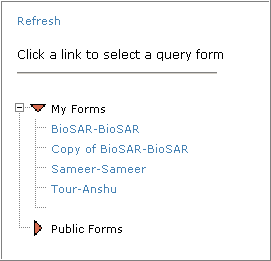 Refresh
Click a link to select a query form
My Forms
BioSAR-BioSAR
Copy of BioSAR-BioSAR
Sameer-Sameer
Tour-Anshu
Public Forms